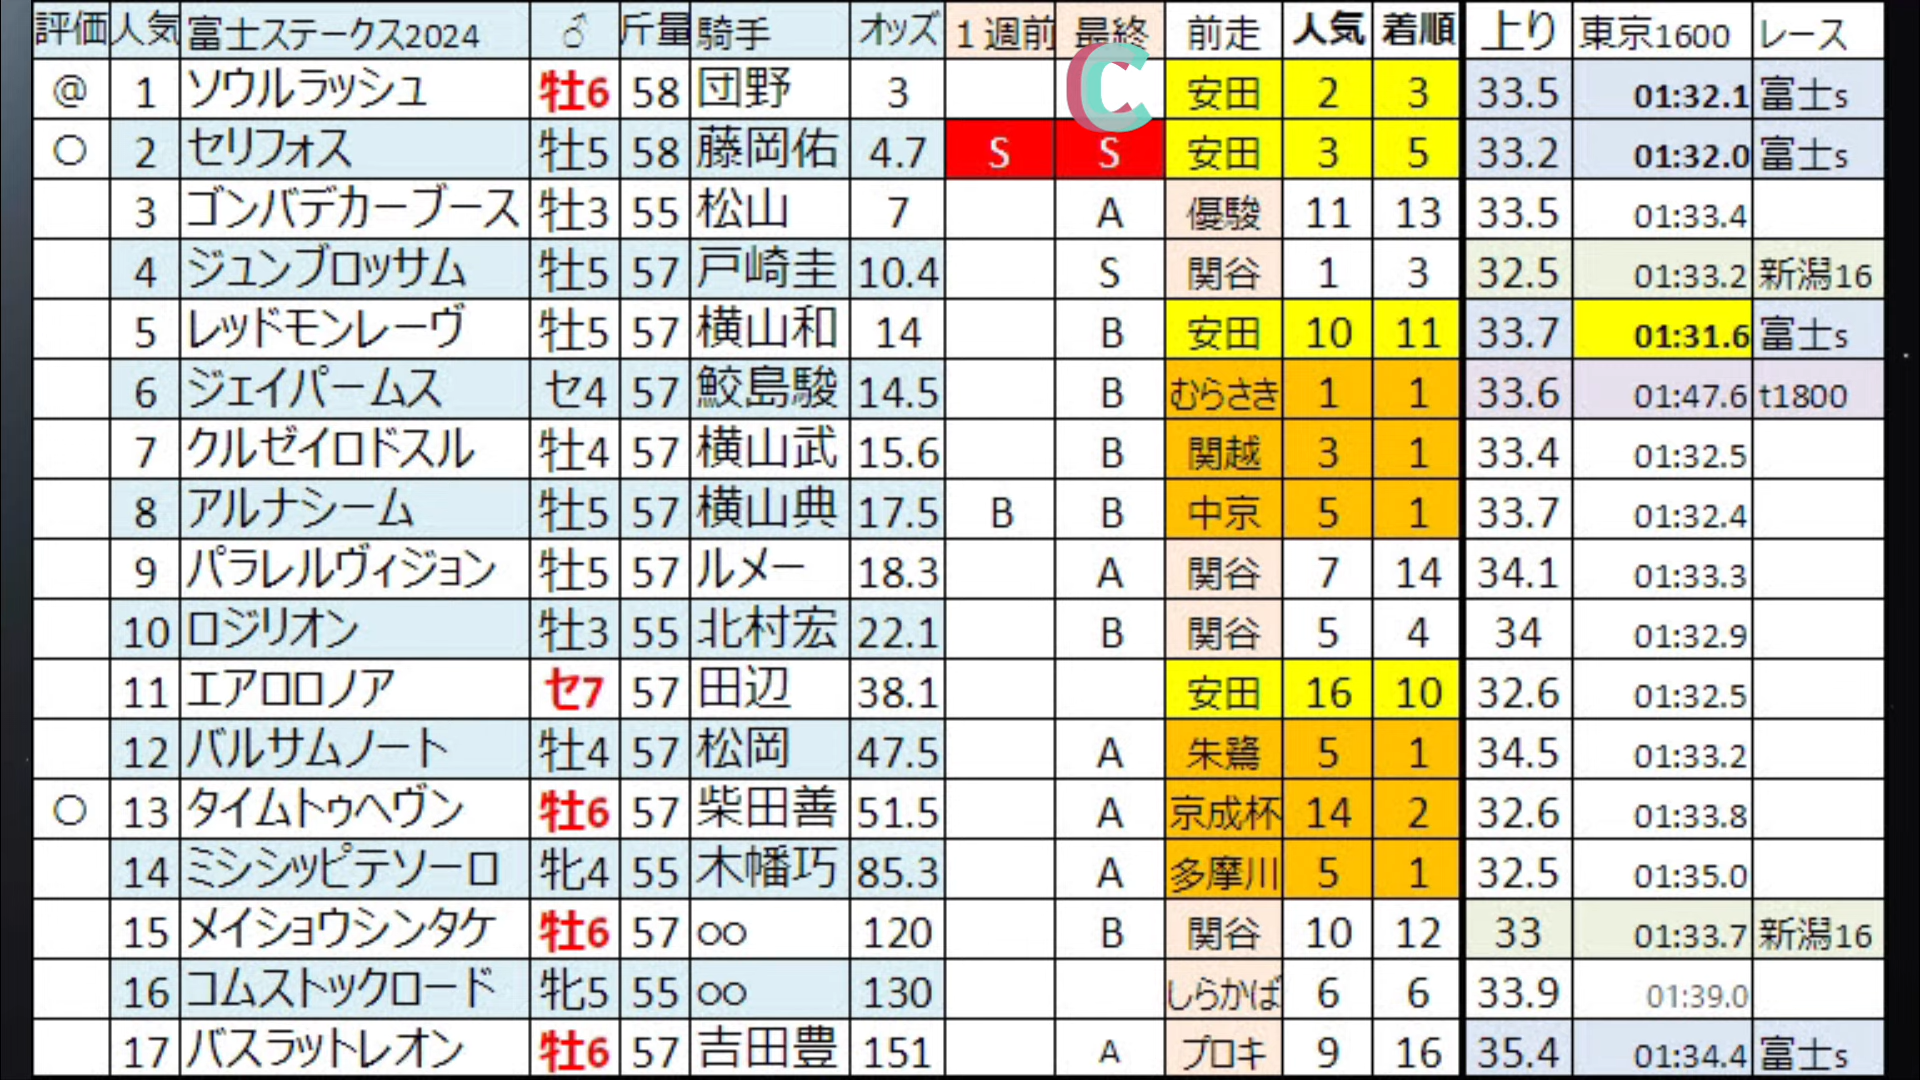 評価 人気 富士ステークス2024 ♂ 斤量 騎手 オッズ 1週前 最終 前走 人気 着順 上り 東京1600 レース
@ 1 ソウルラッシュ 牡6 58 団野 3 C 安田 2 3 33.5 01:32.1 富士s
○ 2 セリフォス 牡5 58 藤岡佑 4.7 S S 安田 3 5 33.2 01:32.0 富士s
3 ゴンバデカーブース 牡3 55 松山 7 A 優駿 11 13 33.5 01:33.4
4 ジュンブロッサム 牡5 57 戸崎圭 10.4 S 関谷 1 3 32.5 01:33.2 新潟16
5 レッドモンレーヴ 牡5 57 横山和 14 B 安田 10 11 33.7 01:31.6 富士s
6 ジェイパームス セ4 57 鮫島駿 14.5 B むらさき 1 1 33.6 01:47.6 t1800
7 クルゼイロドスル 牡4 57 横山武 15.6 B 関越 3 1 33.4 01:32.5
8 アルナシーム 牡5 57 横山典 17.5 B B 中京 5 1 33.7 01:32.4
9 パラレルヴィジョン 牡5 57 ルメー 18.3 A 関谷 7 14 34.1 01:33.3
10 ロジリオン 牡3 55 北村宏 22.1 B 関谷 5 4 34 01:32.9
11 エアロロノア セ7 57 田辺 38.1 安田 16 10 32.6 01:32.5
12 バルサムノート 牡4 57 松岡 47.5 A 朱鷺 5 1 34.5 01:33.2
○ 13 タイムトゥヘヴン 牡6 57 柴田善 51.5 A 京成杯 14 2 32.6 01:33.8
14 ミシシッピテソーロ 牝4 55 木幡巧 85.3 A 多摩川 5 1 32.5 01:35.0
15 メイショウシンタケ 牡6 57 ○○ 120 B 関谷 10 12 33 01:33.7 新潟16
16 コムストックロード 牝5 55 ○○ 130 しらかば 6 6 33.9 01:39.0
17 バスラットレオン 牡6 57 吉田豊 151 A プロキ 9 16 35.4 01:34.4 富士s